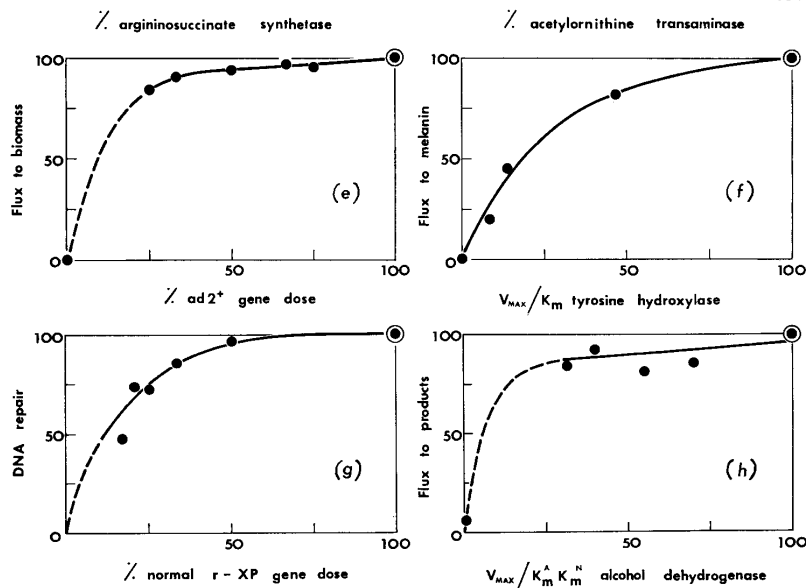 ٪ argininosuccinate synthetase
٪ acetylornithine transaminase
100
50
0
Flux to biomass
(e)
50
100
٪ ad2⁺ gene dose
100
50
0
Flux to melanin
(f)
50
100
VMAX/Km tyrosine hydroxylase
100
50
0
DNA repair
(g)
50
100
٪ normal r-XP gene dose
100
50
0
Flux to products
(h)
50
100
VMAX/KmA KmN alcohol dehydrogenase